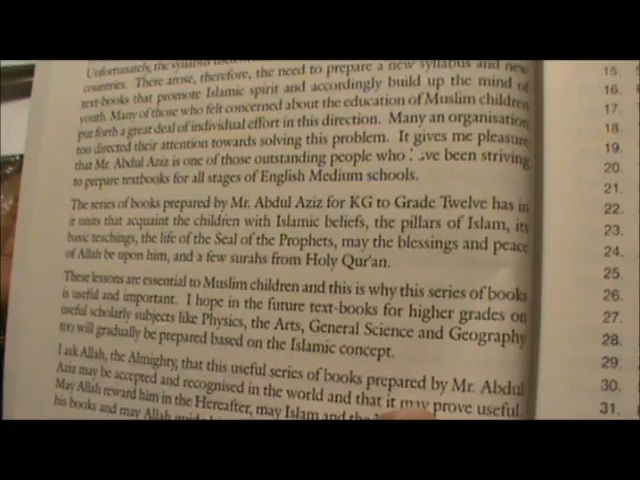 Unfortunately, the syllabus
countries. There arose, therefore, the need to prepare a new syllabus and new
text-books that promote Islamic spirit and accordingly build up the mind of
youth. Many of those who felt concerned about the education of Muslim children
put forth a great deal of individual effort in this direction. Many an organisation
too directed their attention towards solving this problem. It gives me pleasure
that Mr. Abdul Aziz is one of those outstanding people who ave been striving
to prepare textbooks for all stages of English Medium schools.
The series of books prepared by Mr. Abdul Aziz for KG to Grade Twelve has in
it units that acquaint the children with Islamic beliefs, the pillars of Islam, its
basic teachings, the life of the Seal of the Prophets, may the blessings and peace
of Allah be upon him, and a few surahs from Holy Qur'an.
These lessons are essential to Muslim children and this is why this series of books
is useful and important. I hope in the future text-books for higher grades on
useful scholarly subjects like Physics, the Arts, General Science and Geography
too will gradually be prepared based on the Islamic concept.
I ask Allah, the Almighty, that this useful series of books prepared by Mr. Abdul
Aziz may be accepted and recognised in the world and that it may prove useful.
May Allah reward him in the Hereafter, may Islam and the
his books and may Allah
15.
16.
17.
18.
19.
20.
21.
22.
23.
24.
25.
26.
27.
28.
29.
30.
31.